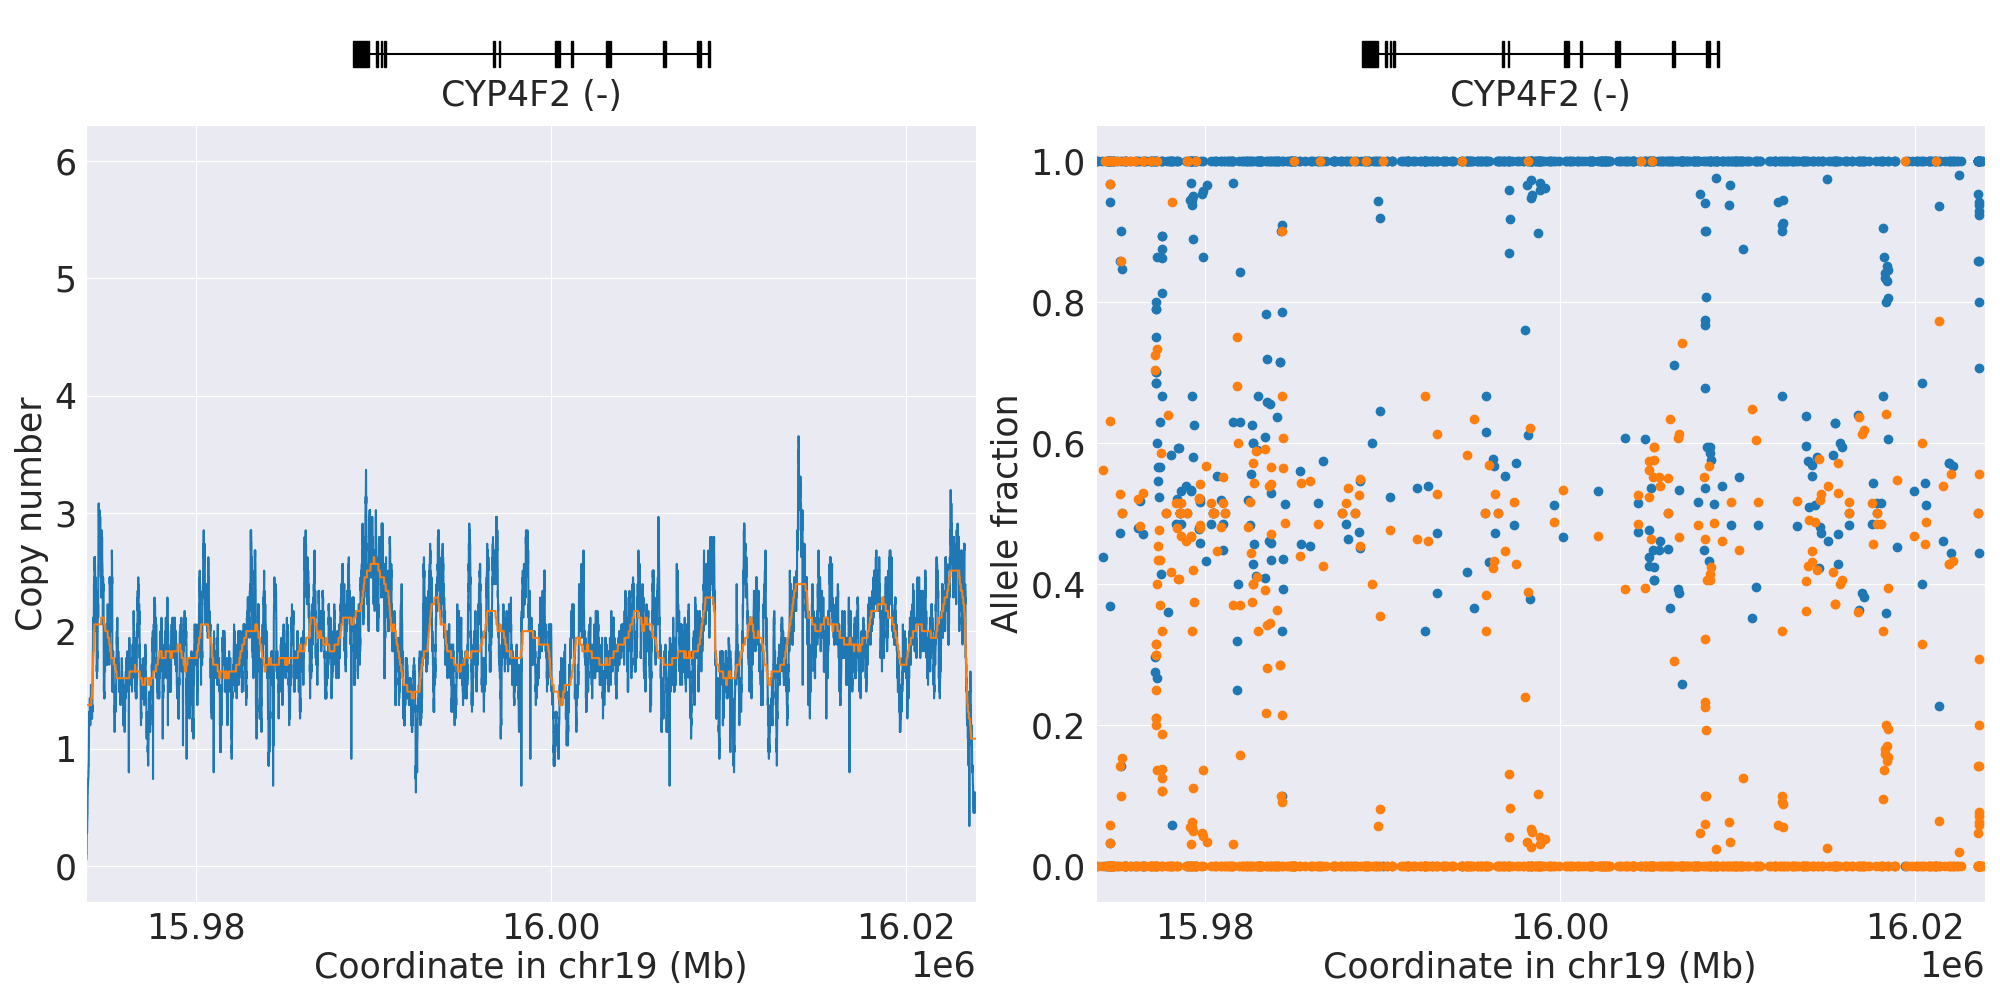 CYP4F2 (-)
6
5
4
3
2
1
0
Copy number
15.98
16.00
16.02
Coordinate in chr19 (Mb)
1e6
CYP4F2 (-)
1.0
0.8
0.6
0.4
0.2
0.0
Allele fraction
15.98
16.00
16.02
Coordinate in chr19 (Mb)
1e6